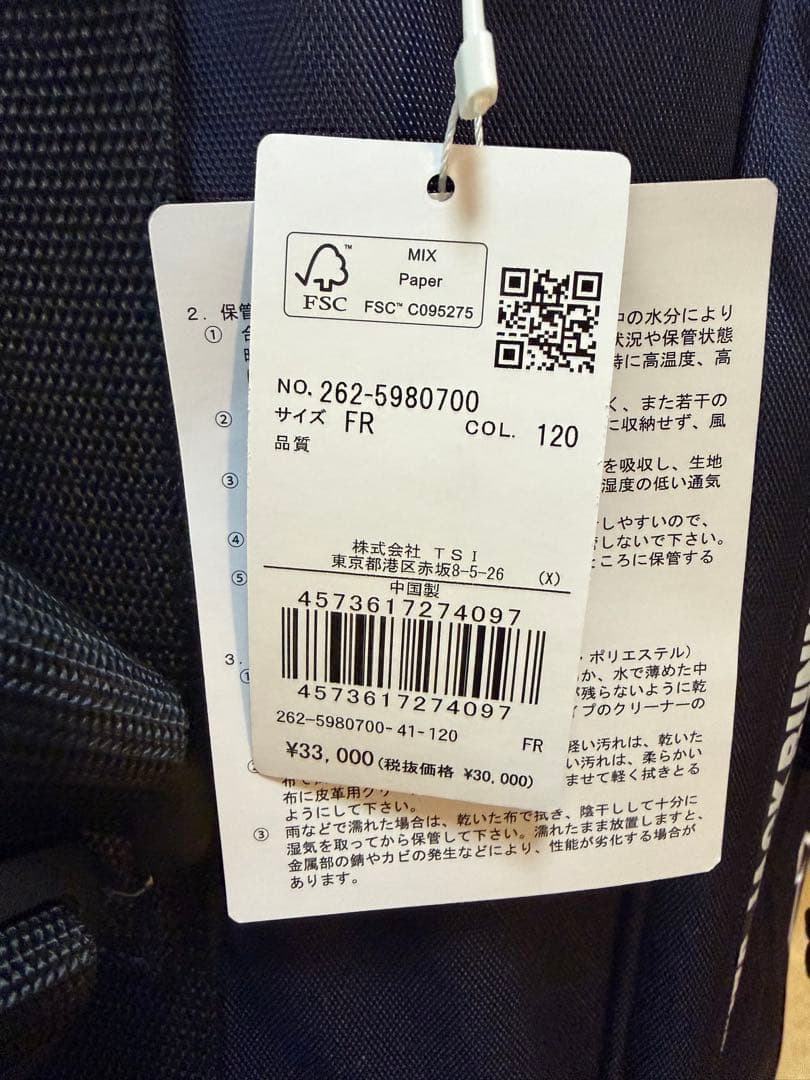 MIX
Paper
FSC™ C095275
FSC
NO. 262-5980700
サイズ FR COL. 120
品質
株式会社 TSI
東京都港区赤坂8-5-26 (X)
中国製
4573617274097
4573617274097
262-5980700-41-120 FR
¥33,000(税抜価格 ¥30,000)
2. 保管
中の水分により
①
状況や保管状態
特に高温度、高
②
く、また若干の
に収納せず、風
③
を吸収し、生地
湿度の低い通気
④
しやすいので、
しないで下さい。
⑤
ところに保管する
3.
・ポリエステル)
①
か、水で薄めた中
が残らないように乾
イプのクリーナーの
軽い汚れは、乾いた
い汚れは、柔らかい
ませて軽く拭きとる
布に皮革用クリ
ようにして下さい。
③ 雨などで濡れた場合は、乾いた布で拭き、陰干しして十分に
湿気を取ってから保管して下さい。濡れたまま放置しますと、
金属部の錆やカビの発生などにより、性能が劣化する場合が
あります。
JACK BUNN